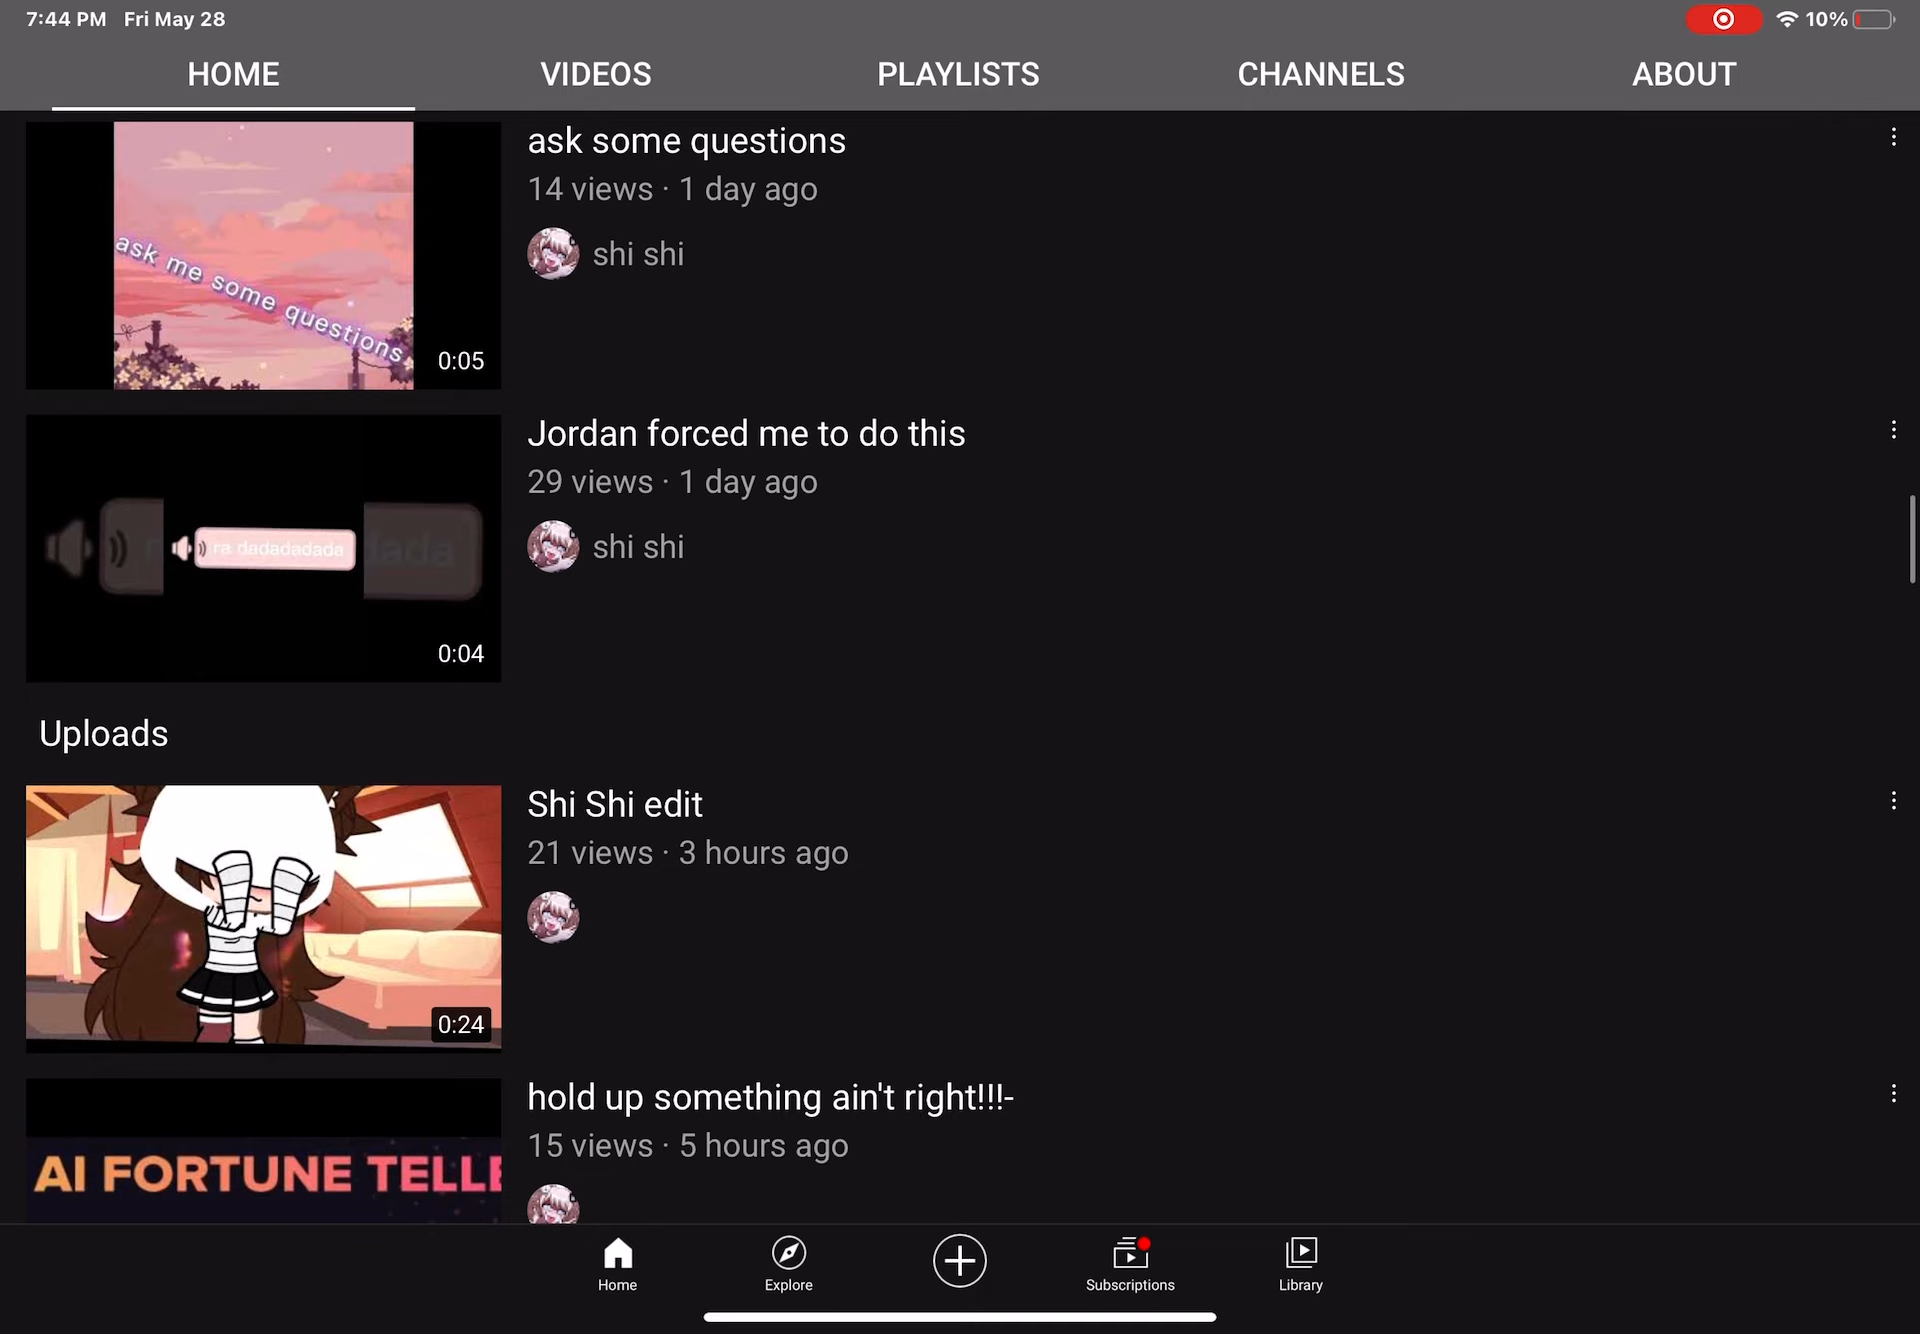 7:44 PM Fri May 28
10%
HOME VIDEOS PLAYLISTS CHANNELS ABOUT
ask me some questions
0:05
ask some questions
14 views · 1 day ago
shi shi
ra dadadadada
dada
0:04
Jordan forced me to do this
29 views · 1 day ago
shi shi
Uploads
0:24
Shi Shi edit
21 views · 3 hours ago
AI FORTUNE TELLE
hold up something ain't right!!!-
15 views · 5 hours ago
Home Explore Subscriptions Library